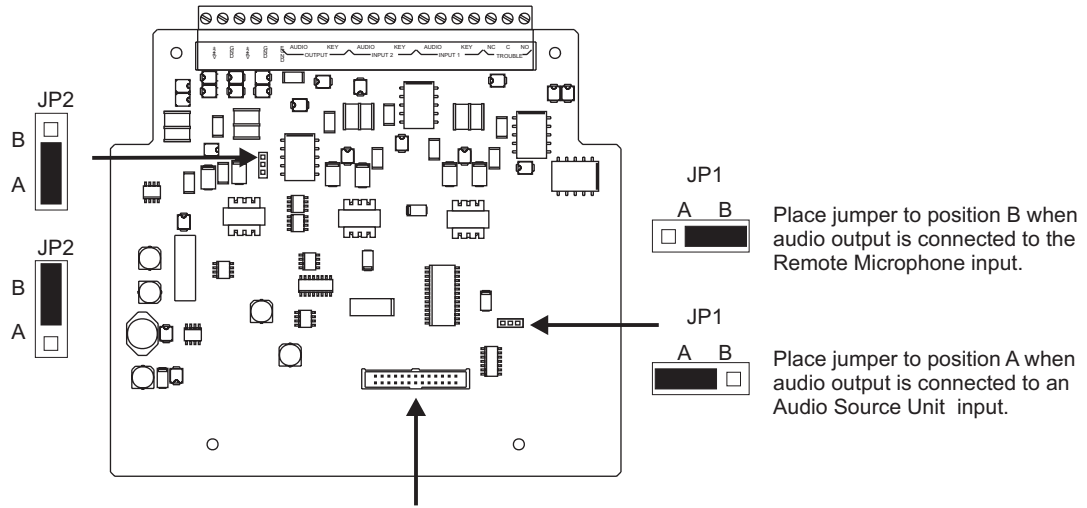 AUDIO KEY AUDIO KEY AUDIO KEY NC C NO
OUTPUT INPUT 2 INPUT 1 TROUBLE
JP2
B
A
JP2
B
A
JP1
A B
Place jumper to position B when
audio output is connected to the
Remote Microphone input.
JP1
A B
Place jumper to position A when
audio output is connected to an
Audio Source Unit input.